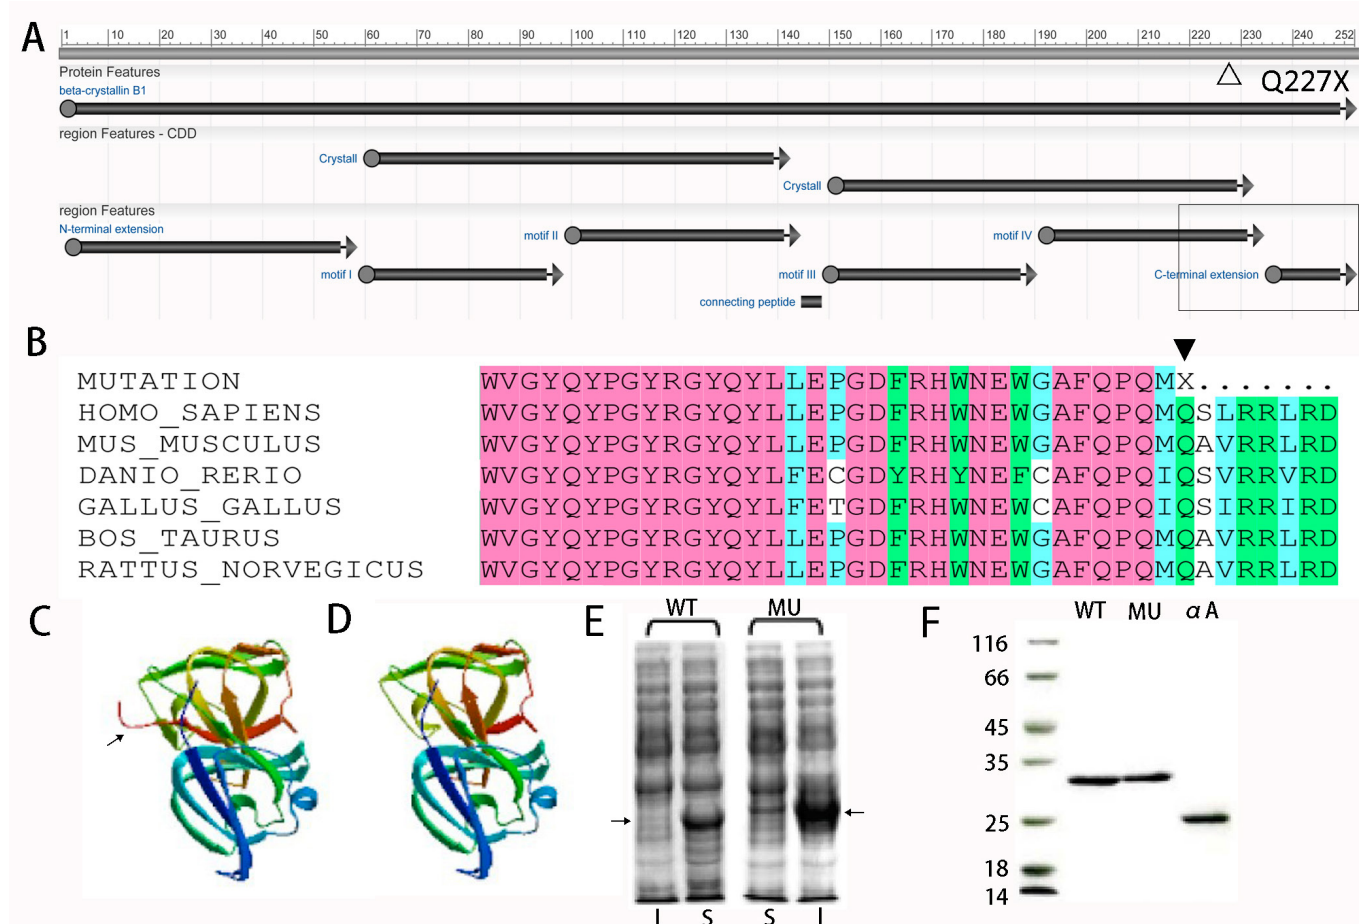 A
1 10 20 30 40 50 60 70 80 90 100 110 120 130 140 150 160 170 180 190 200 210 220 230 240 252
Protein Features
Q227X
beta-crystallin B1
region Features - CDD
Crystall
Crystall
region Features
N-terminal extension
motif II
motif IV
motif I
motif III
C-terminal extension
connecting peptide
B
MUTATION WVGYQYPGYRGYQYLLEPGDFRHWNEWGAFQPQMX.......
HOMO_SAPIENS WVGYQYPGYRGYQYLLEPGDFRHWNEWGAFQPQMQSLRRLRD
MUS_MUSCULUS WVGYQYPGYRGYQYLLEPGDFRHWNEWGAFQPQMQAVRRLRD
DANIO_RERIO WVGYQYPGYRGYQYLFECGDYRHYNEFCAFQPQIQSVRRVRD
GALLUS_GALLUS WVGYQYPGYRGYQYLFETGDFRHWNEWCAFQPQIQSIRRIRD
BOS_TAURUS WVGYQYPGYRGYQYLLEPGDFRHWNEWGAFQPQMQAVRRLRD
RATTUS_NORVEGICUS WVGYQYPGYRGYQYLLEPGDFRHWNEWGAFQPQMQAVRRLRD
C
D
E
WT MU
I S S I
F
WT MU αA
116
66
45
35
25
18
14